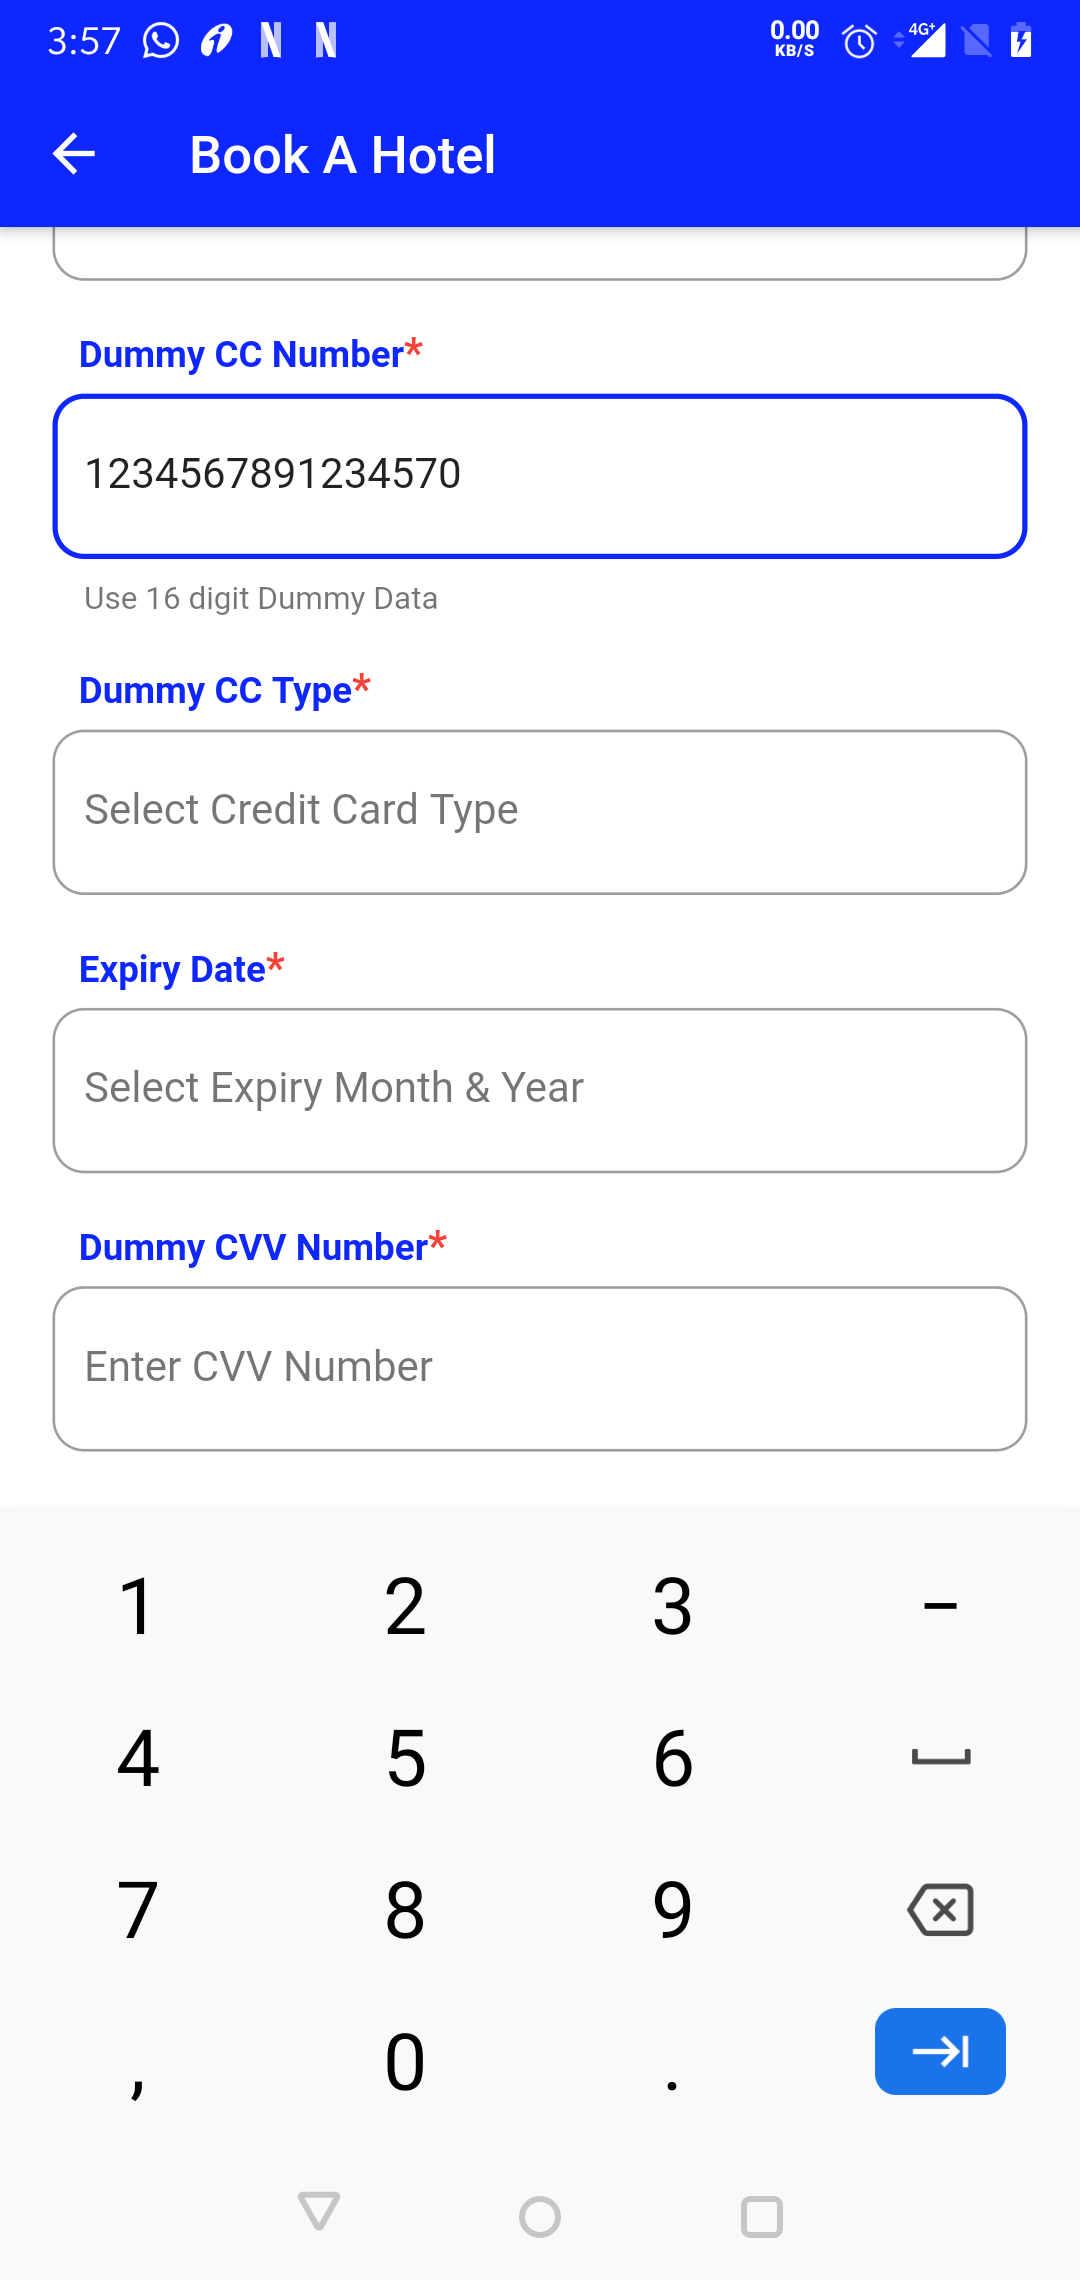 3:57 0.00 KB/S 4G+
Book A Hotel
Dummy CC Number*
1234567891234570
Use 16 digit Dummy Data
Dummy CC Type*
Select Credit Card Type
Expiry Date*
Select Expiry Month & Year
Dummy CVV Number*
Enter CVV Number
1 2 3 –
4 5 6
7 8 9
, 0 .